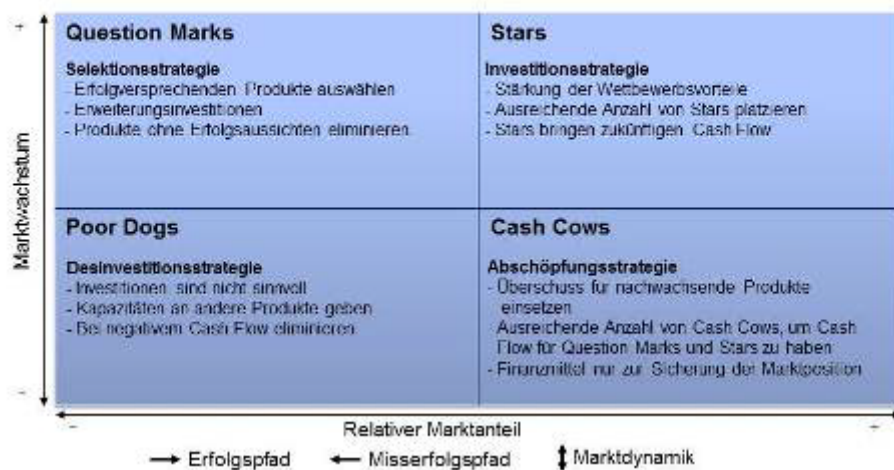 +
Question Marks
Selektionsstrategie
- Erfolgversprechenden Produkte auswählen
- Erweiterungsinvestitionen
- Produkte ohne Erfolgsaussichten eliminieren
Stars
Investitionsstrategie
- Stärkung der Wettbewerbsvorteile
- Ausreichende Anzahl von Stars platzieren
- Stars bringen zukünftigen Cash Flow
Marktwachstum
Poor Dogs
Desinvestitionsstrategie
- Investitionen sind nicht sinnvoll
- Kapazitäten an andere Produkte geben
- Bei negativem Cash Flow eliminieren
Cash Cows
Abschöpfungsstrategie
- Überschuss für nachwachsende Produkte
einsetzen
- Ausreichende Anzahl von Cash Cows, um Cash
Flow für Question Marks und Stars zu haben
- Finanzmittel nur zur Sicherung der Marktposition
-
-
Relativer Marktanteil
+
Erfolgspfad
Misserfolgspfad
Marktdynamik